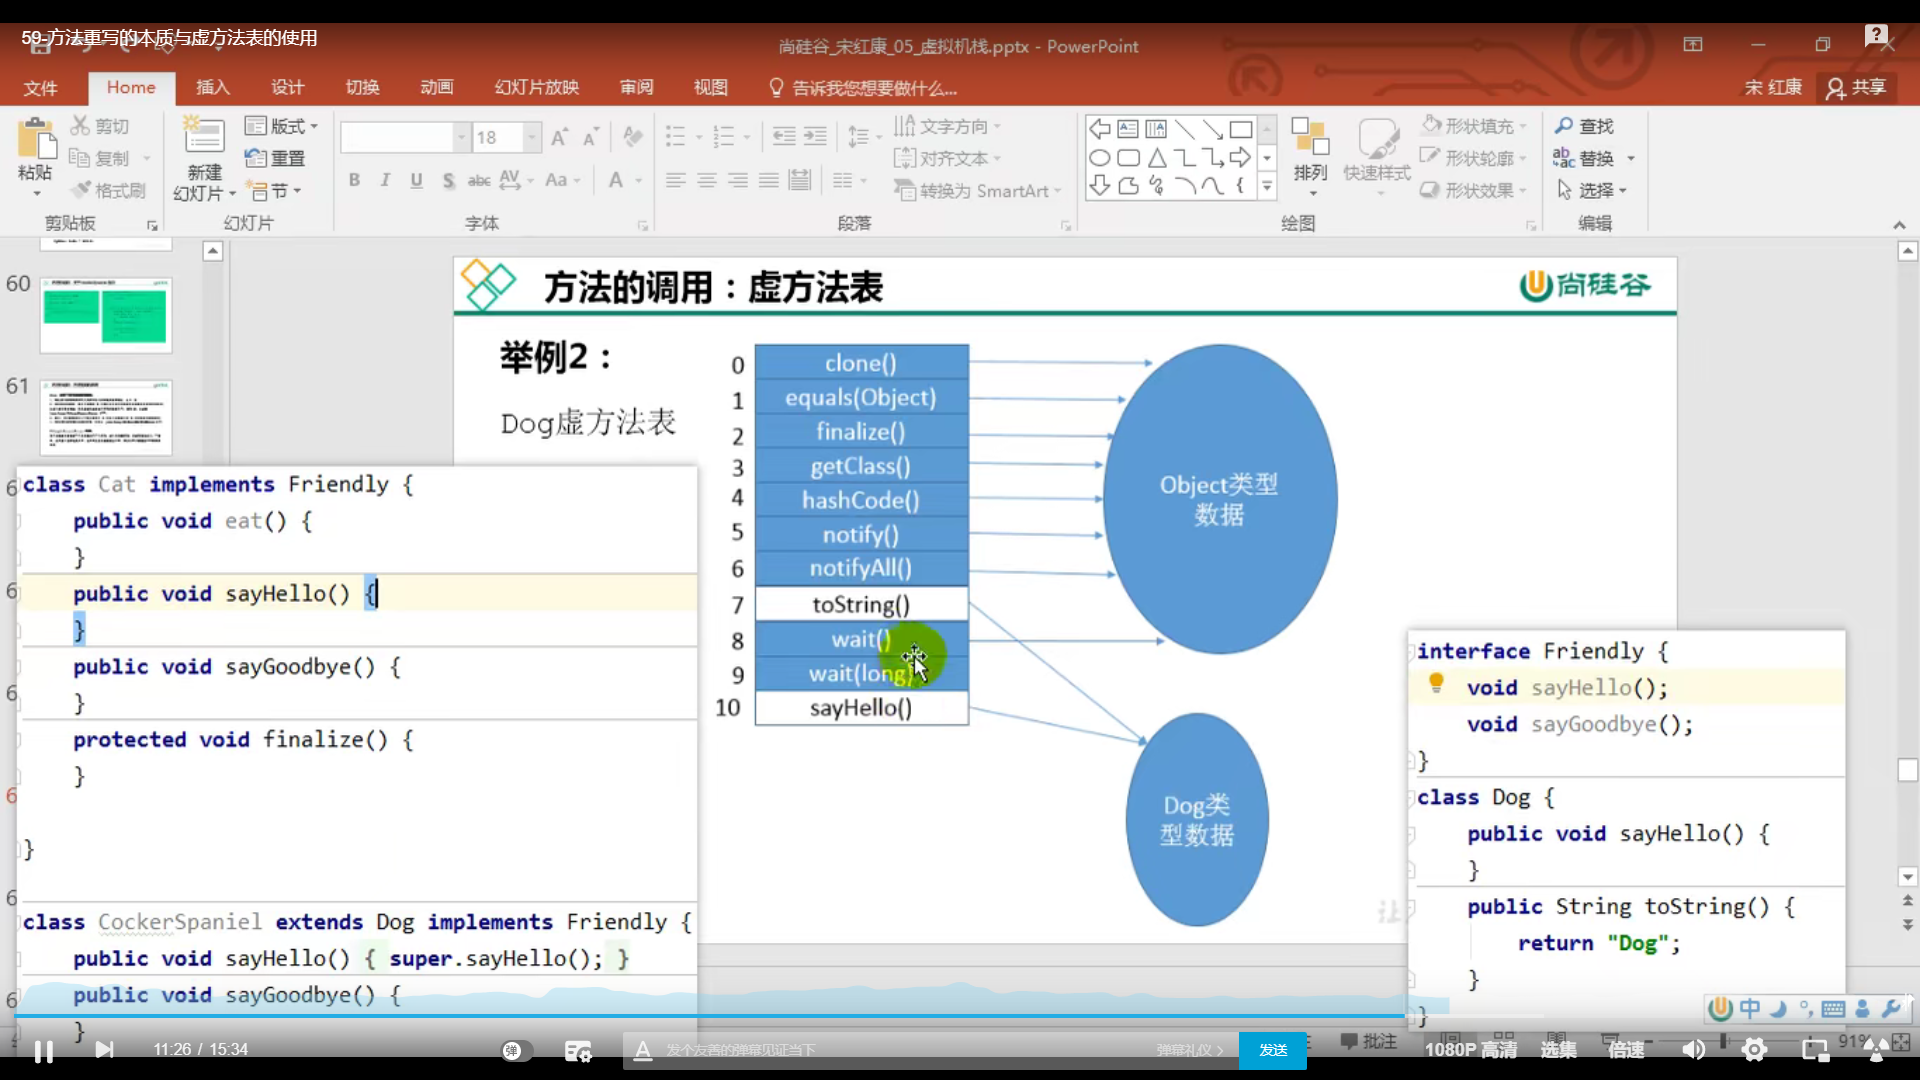 59-方法重写的本质与虚方法表的使用
尚硅谷_宋红康_05_虚拟机栈.pptx - PowerPoint
文件 Home 插入 设计 切换 动画 幻灯片放映 审阅 视图 告诉我您想要做什么... 宋 红康 共享
粘贴 剪切 复制 格式刷 剪贴板
新建 幻灯片 版式 重置 节 幻灯片
18
B I U S abc AV Aa A 字体
文字方向 对齐文本 转换为 SmartArt 段落
排列 快速样式 形状填充 形状轮廓 形状效果 绘图
查找 替换 选择 编辑
60
61
方法的调用：虚方法表
尚硅谷
举例2：
Dog虚方法表
0 clone()
1 equals(Object)
2 finalize()
3 getClass()
4 hashCode()
5 notify()
6 notifyAll()
7 toString()
8 wait()
9 wait(long)
10 sayHello()
Object类型
数据
Dog类
型数据
class Cat implements Friendly {
public void eat() {
}
public void sayHello() {
}
public void sayGoodbye() {
}
protected void finalize() {
}
}
class CockerSpaniel extends Dog implements Friendly {
public void sayHello() { super.sayHello(); }
public void sayGoodbye() {
}
interface Friendly {
void sayHello();
void sayGoodbye();
}
class Dog {
public void sayHello() {
}
public String toString() {
return "Dog";
}
}
中
批注
91%
11:26 / 15:34
弹
发个友善的弹幕见证当下
弹幕礼仪 >
发送
1080P 高清 选集 倍速